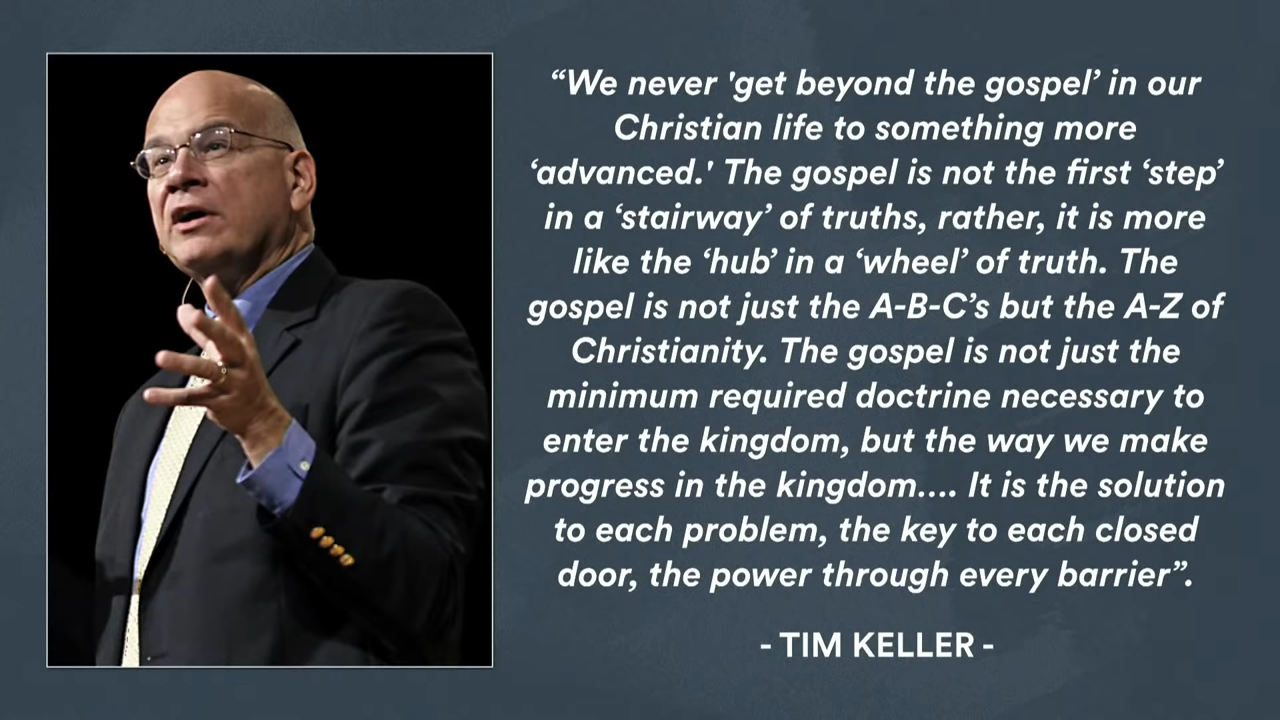 “We never 'get beyond the gospel’ in our
Christian life to something more
‘advanced.' The gospel is not the first ‘step’
in a ‘stairway’ of truths, rather, it is more
like the ‘hub’ in a ‘wheel’ of truth. The
gospel is not just the A-B-C’s but the A-Z of
Christianity. The gospel is not just the
minimum required doctrine necessary to
enter the kingdom, but the way we make
progress in the kingdom.... It is the solution
to each problem, the key to each closed
door, the power through every barrier”.
- TIM KELLER -